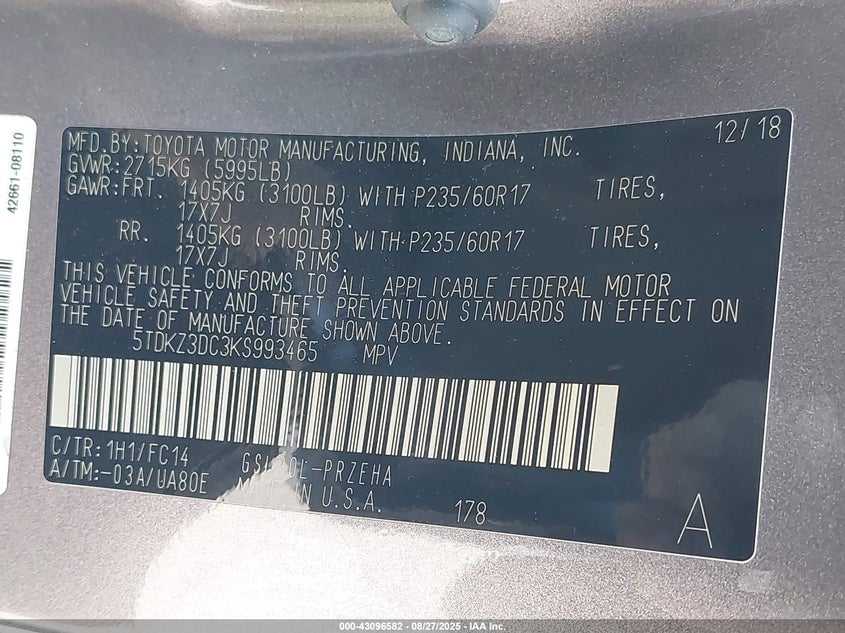 42661-08110
MFD.BY:TOYOTA MOTOR MANUFACTURING, INDIANA, INC. 12/18
GVWR:2715KG (5995LB)
GAWR:FRT. 1405KG (3100LB) WITH P235/60R17 TIRES,
17X7J RIMS.
RR. 1405KG (3100LB) WITH P235/60R17 TIRES,
17X7J RIMS.
THIS VEHICLE CONFORMS TO ALL APPLICABLE FEDERAL MOTOR
VEHICLE SAFETY AND THEFT PREVENTION STANDARDS IN EFFECT ON
THE DATE OF MANUFACTURE SHOWN ABOVE.
5TDKZ3DC3KS993465 MPV
C/TR:1H1/FC14
A/TM:-03A/UA80E
IN U.S.A.
178
A
000-43096582 - 08/27/2025 - IAA Inc.